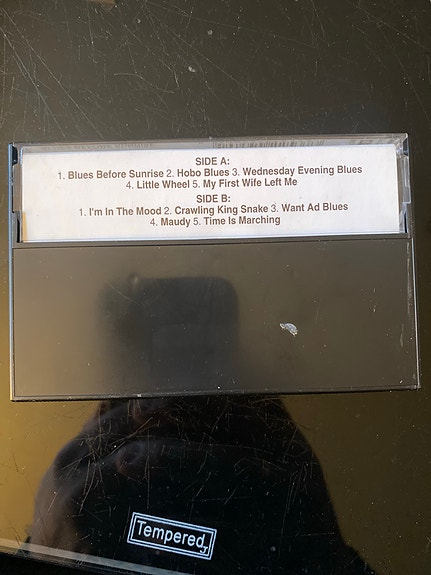 SIDE A:
1. Blues Before Sunrise 2. Hobo Blues 3. Wednesday Evening Blues
4. Little Wheel 5. My First Wife Left Me
SIDE B:
1. I'm In The Mood 2. Crawling King Snake 3. Want Ad Blues
4. Maudy 5. Time Is Marching
Tempered